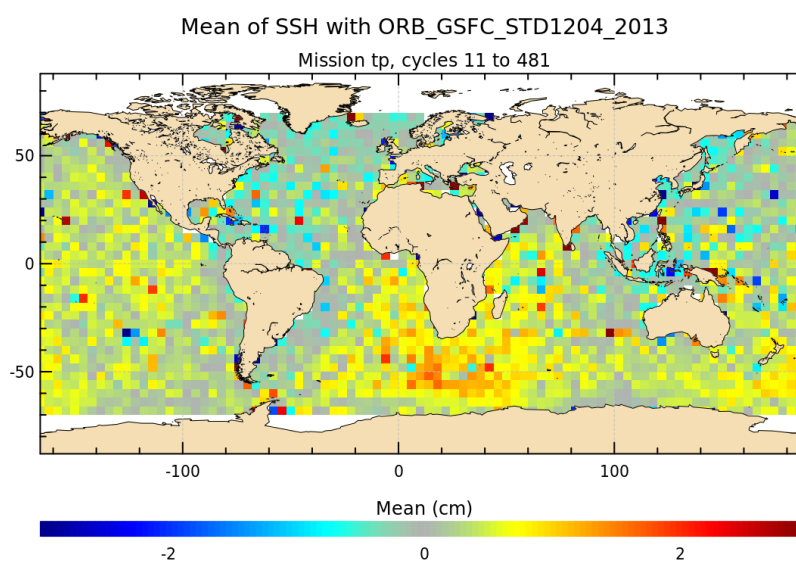 Mean of SSH with ORB_GSFC_STD1204_2013
Mission tp, cycles 11 to 481
50
0
-50
-100 0 100
Mean (cm)
-2 0 2